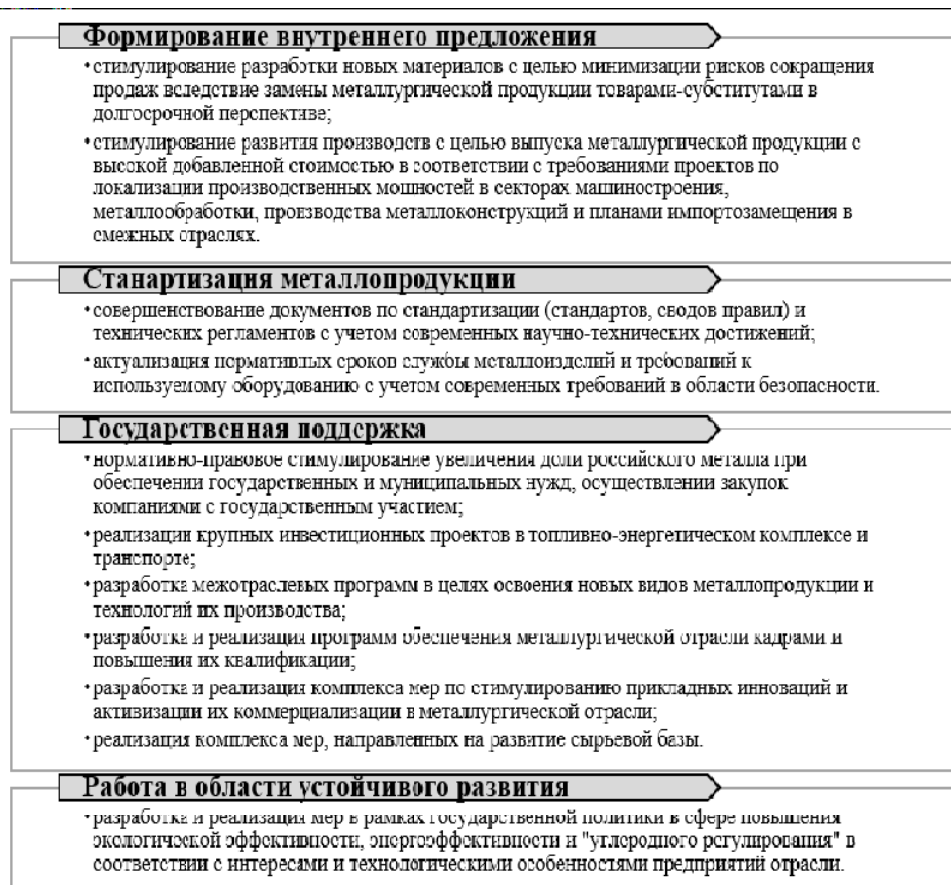 Формирование внутреннего предложения
•стимулирование разработки новых материалов с целью минимизации рисков сокращения
продаж вследствие замены металлургической продукции товарами-субститутами в
долгосрочной перспективе;
•стимулирование развития производств с целью выпуска металлургической продукции с
высокой добавленной стоимостью в соответствии с требованиями проектов по
локализации производственных мощностей в секторах машиностроения,
металлообработки, производства металлоконструкций и планами импортозамещения в
смежных отраслях.
Станартизация металлопродукции
•совершенствование документов по стандартизации (стандартов, сводов правил) и
технических регламентов с учетом современных научно-технических достижений;
•актуализация нормативных сроков службы металлоизделий и требований к
используемому оборудованию с учетом современных требований в области безопасности.
Государственная поддержка
•нормативно-правовое стимулирование увеличения доли российского металла при
обеспечении государственных и муниципальных нужд, осуществлении закупок
компаниями с государственным участием;
•реализации крупных инвестиционных проектов в топливно-энергетическом комплексе и
транспорте;
•разработка межотраслевых программ в целях освоения новых видов металлопродукции и
технологий их производства;
•разработка и реализация программ обеспечения металлургической отрасли кадрами и
повышения их квалификации;
•разработка и реализация комплекса мер по стимулированию прикладных инноваций и
активизации их коммерциализации в металлургической отрасли;
•реализация комплекса мер, направленных на развитие сырьевой базы.
Работа в области устойчивого развития
•разработка и реализация мер в рамках государственной политики в сфере повышения
экологической эффективности, энергоэффективности и "углеродного регулирования" в
соответствии с интересами и технологическими особенностями предприятий отрасли.